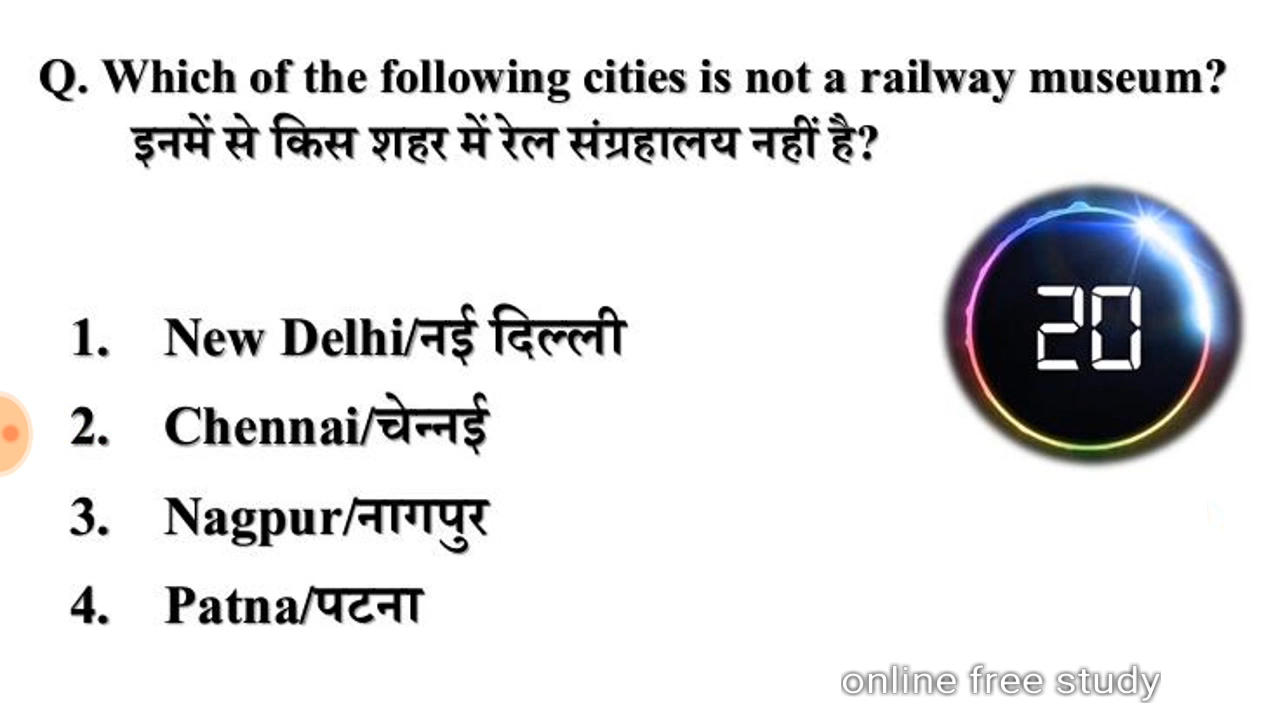 Q. Which of the following cities is not a railway museum?
इनमें से किस शहर में रेल संग्रहालय नहीं है?
20
1. New Delhi/नई दिल्ली
2. Chennai/चेन्नई
3. Nagpur/नागपुर
4. Patna/पटना
online free study